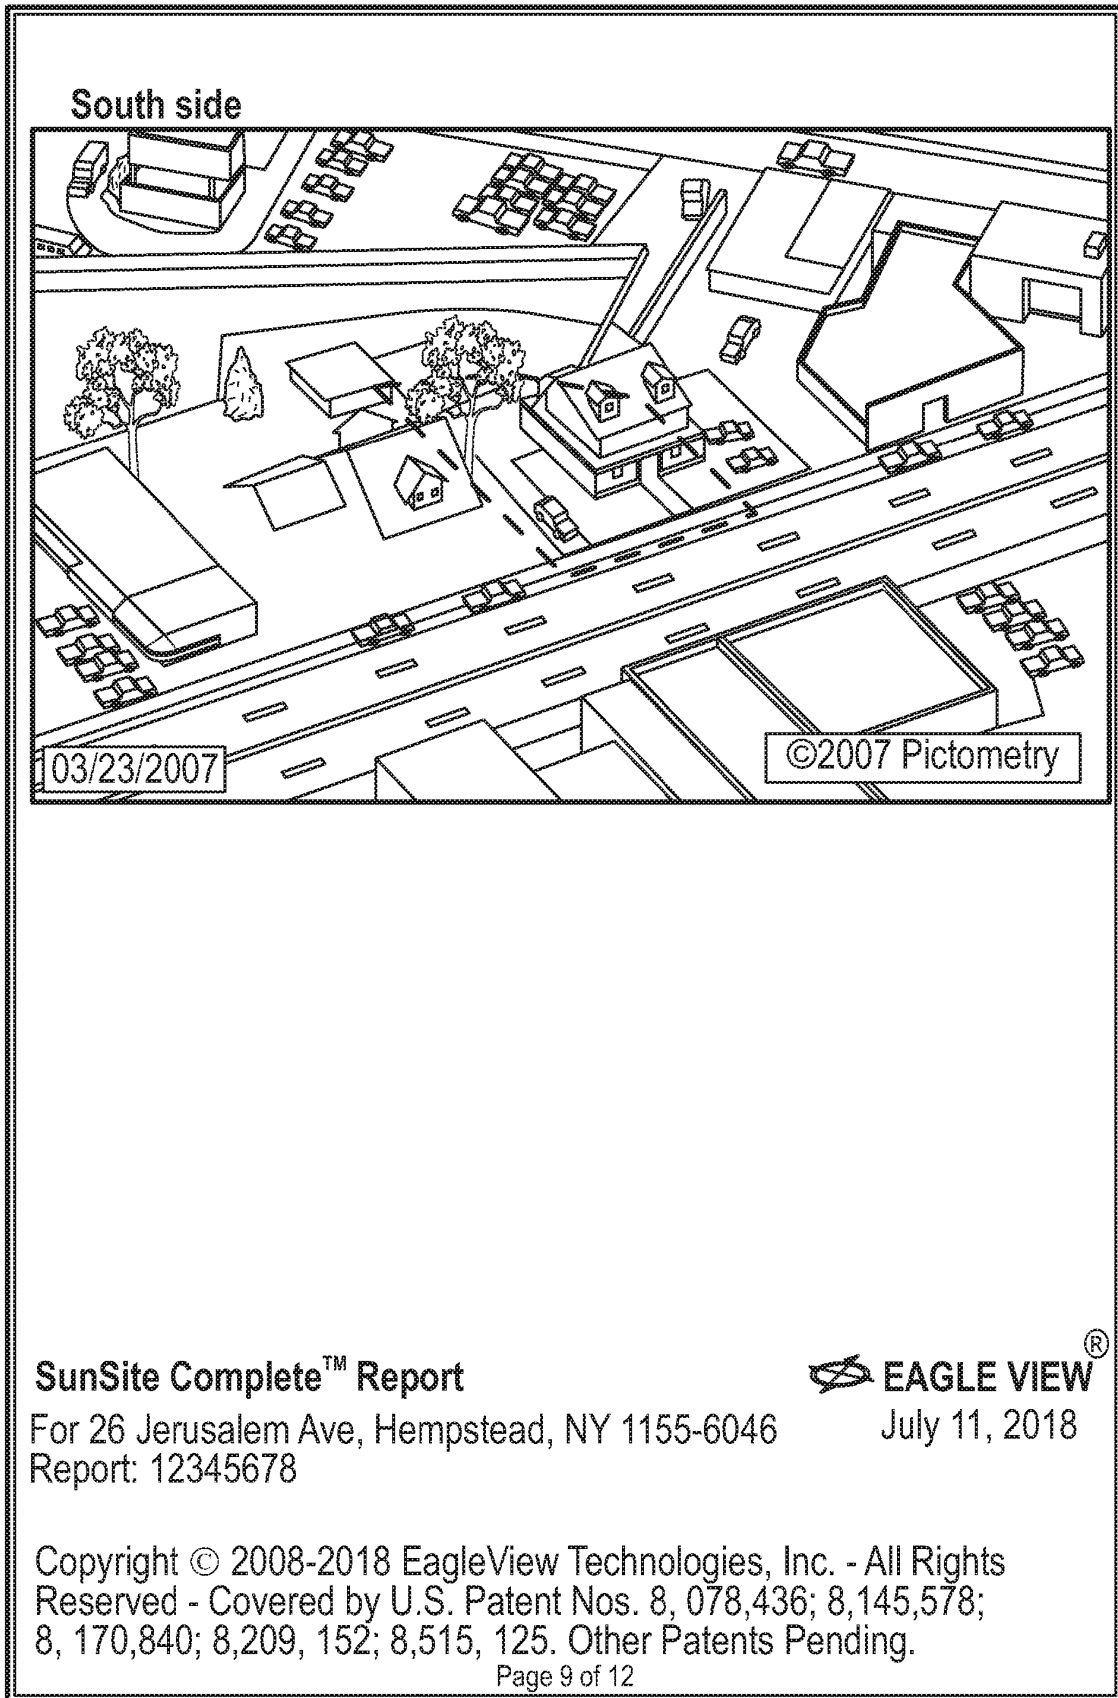 South side
03/23/2007
©2007 Pictometry
SunSite Complete™ Report
EAGLE VIEW®
For 26 Jerusalem Ave, Hempstead, NY 1155-6046
July 11, 2018
Report: 12345678
Copyright © 2008-2018 EagleView Technologies, Inc. - All Rights
Reserved - Covered by U.S. Patent Nos. 8, 078,436; 8,145,578;
8, 170,840; 8,209, 152; 8,515, 125. Other Patents Pending.
Page 9 of 12